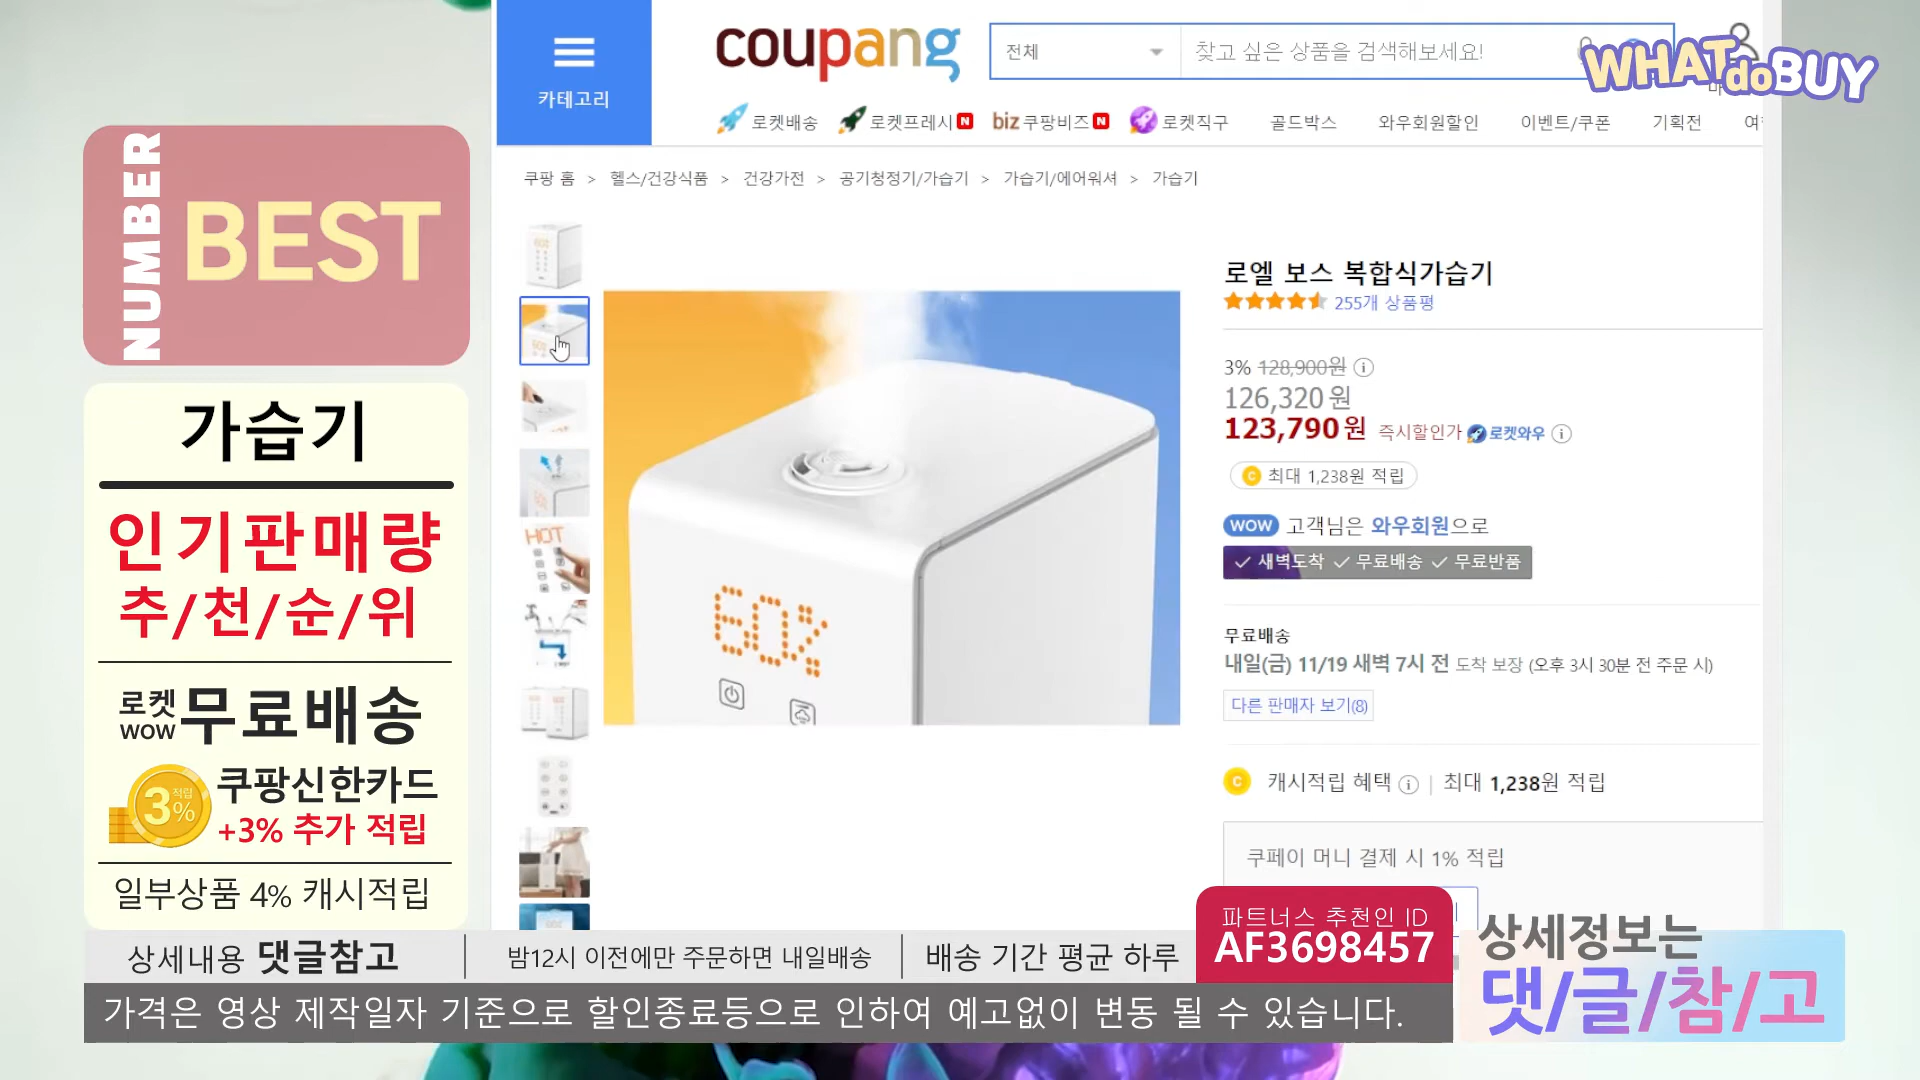 NUMBER
BEST
가습기
인기판매량
추/천/순/위
로켓
WOW
무료배송
3%
적립
쿠팡신한카드
+3% 추가 적립
일부상품 4% 캐시적립
카테고리
coupang
전체
찾고 싶은 상품을 검색해보세요!
WHAT do BUY
로켓배송
로켓프레시 N
biz 쿠팡비즈 N
로켓직구
골드박스
와우회원할인
이벤트/쿠폰
기획전
쿠팡 홈 > 헬스/건강식품 > 건강가전 > 공기청정기/가습기 > 가습기/에어워셔 > 가습기
HOT
60%
로엘 보스 복합식가습기
255개 상품평
3% 128,900원
126,320원
123,790원 즉시할인가 로켓와우
최대 1,238원 적립
WOW 고객님은 와우회원으로
새벽도착 무료배송 무료반품
무료배송
내일(금) 11/19 새벽 7시 전 도착 보장 (오후 3시 30분 전 주문 시)
다른 판매자 보기(8)
캐시적립 혜택 | 최대 1,238원 적립
쿠페이 머니 결제 시 1% 적립
상세내용 댓글참고
밤12시 이전에만 주문하면 내일배송
배송 기간 평균 하루
파트너스 추천인 ID
AF3698457
상세정보는
댓/글/참/고
가격은 영상 제작일자 기준으로 할인종료등으로 인하여 예고없이 변동 될 수 있습니다.